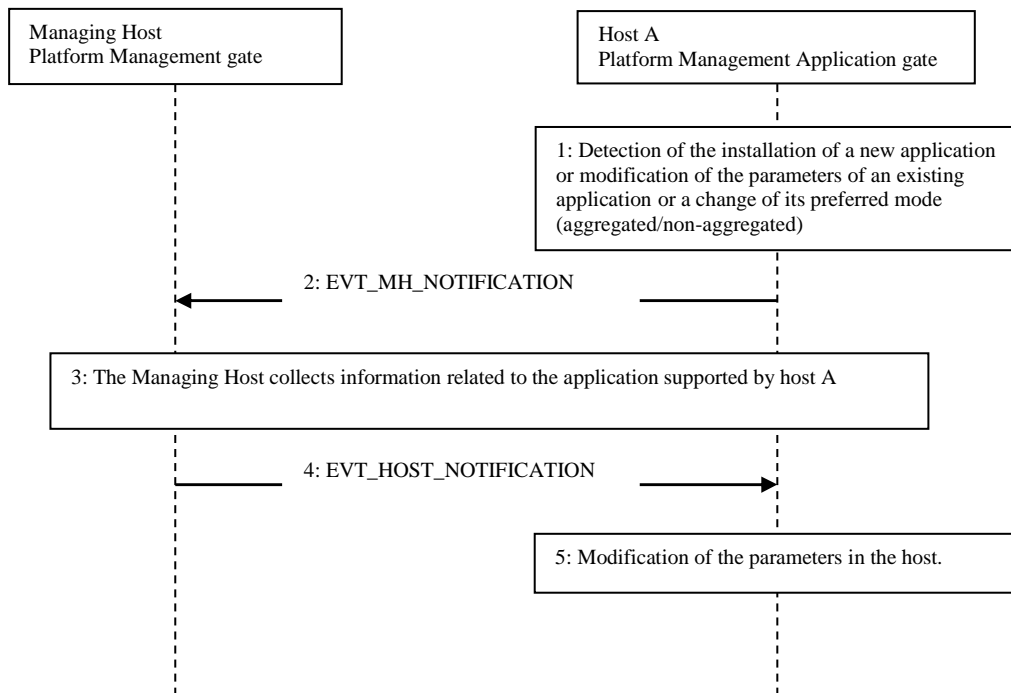 Managing Host
Platform Management gate
Host A
Platform Management Application gate
1: Detection of the installation of a new application
or modification of the parameters of an existing
application or a change of its preferred mode
(aggregated/non-aggregated)
2: EVT_MH_NOTIFICATION
3: The Managing Host collects information related to the application supported by host A
4: EVT_HOST_NOTIFICATION
5: Modification of the parameters in the host.